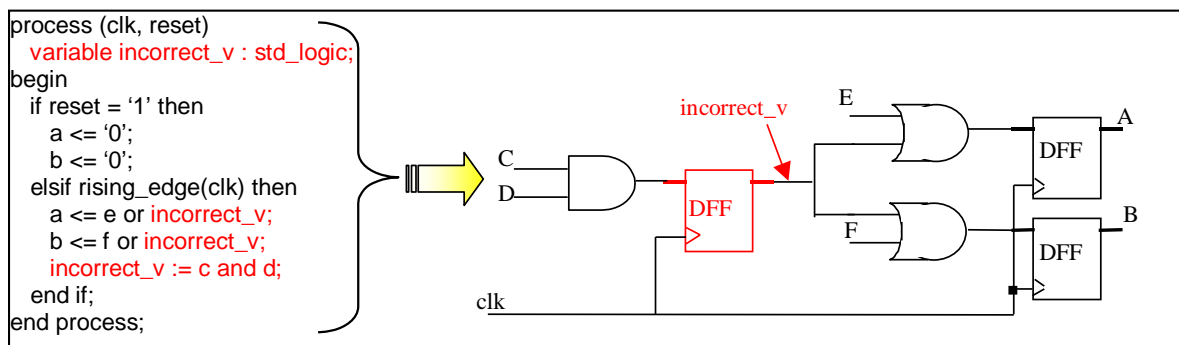 process (clk, reset)
variable incorrect_v : std_logic;
begin
if reset = ‘1’ then
a <= ‘0’;
b <= ‘0’;
elsif rising_edge(clk) then
a <= e or incorrect_v;
b <= f or incorrect_v;
incorrect_v := c and d;
end if;
end process;
C
D
DFF
incorrect_v
E
F
DFF
A
DFF
B
clk